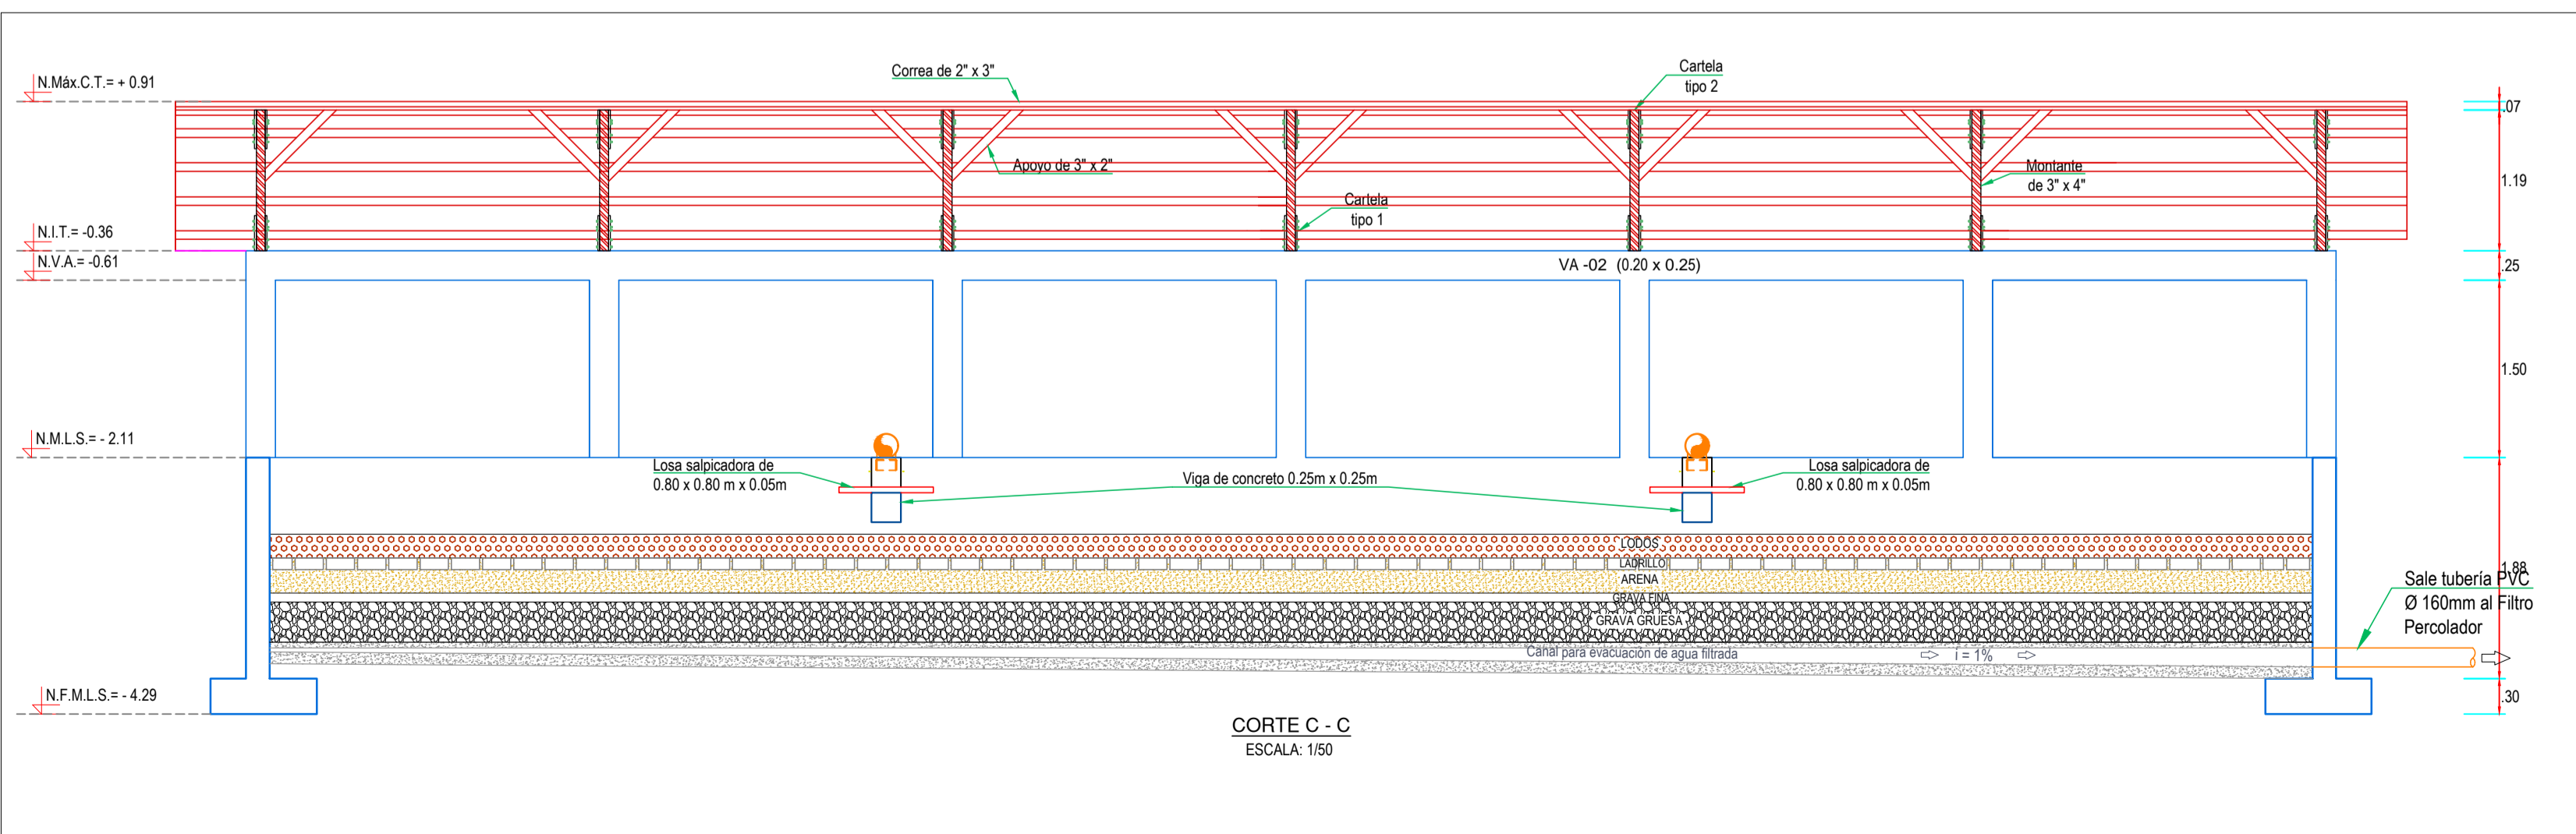 Correa de 2" x 3"
Cartela
tipo 2
N.Máx.C.T.= + 0.91
.07
Apoyo de 3" x 2"
Montante
de 3" x 4"
1.19
Cartela
tipo 1
N.I.T.= -0.36
N.V.A.= -0.61
VA -02 (0.20 x 0.25)
.25
1.50
N.M.L.S.= - 2.11
Losa salpicadora de
0.80 x 0.80 m x 0.05m
Viga de concreto 0.25m x 0.25m
Losa salpicadora de
0.80 x 0.80 m x 0.05m
LODOS
LADRILLO
ARENA
GRAVA FINA
GRAVA GRUESA
1.88
Sale tubería PVC
Ø 160mm al Filtro
Percolador
Canal para evacuación de agua filtrada
i = 1%
N.F.M.L.S.= - 4.29
.30
CORTE C - C
ESCALA: 1/50